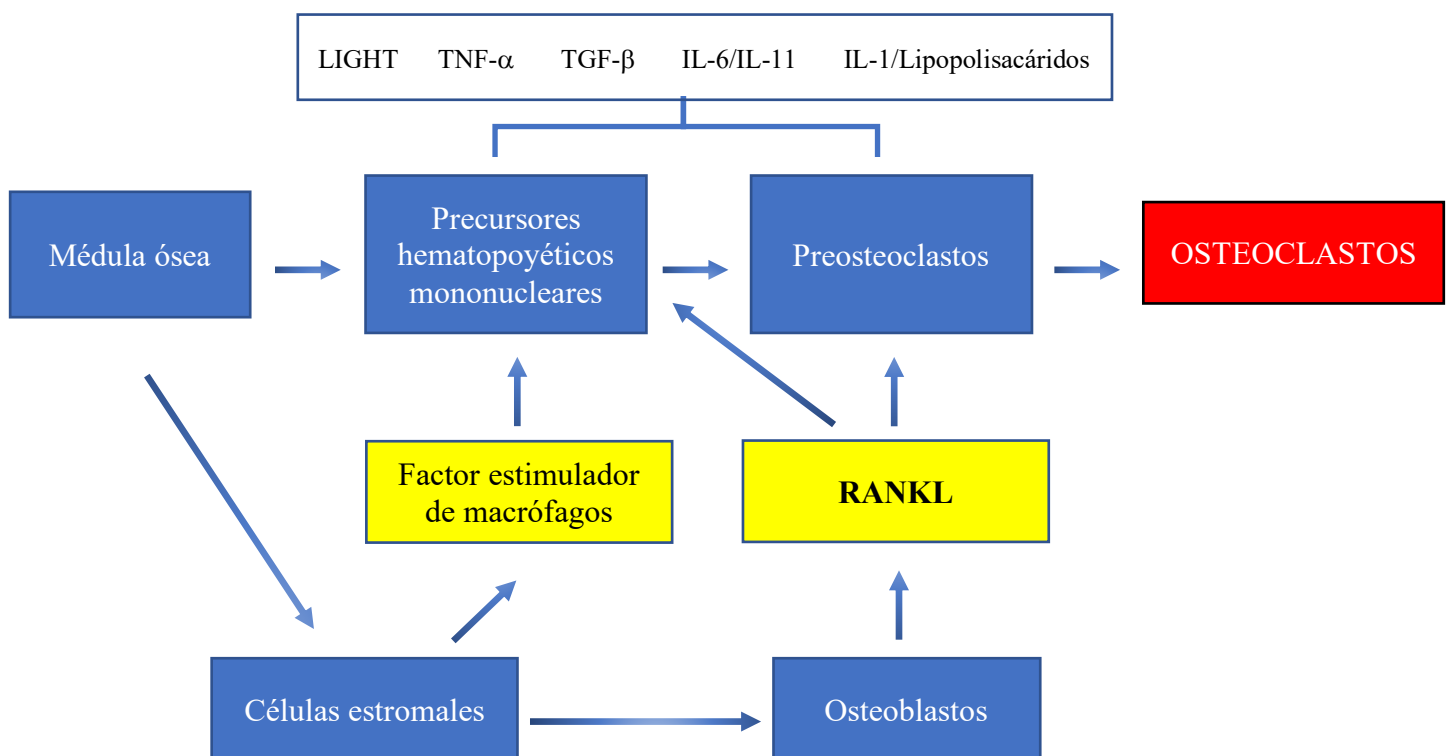 LIGHT TNF-α TGF-β IL-6/IL-11 IL-1/Lipopolisacáridos
Médula ósea
Precursores
hematopoyéticos
mononucleares
Preosteoclastos
OSTEOCLASTOS
Factor estimulador
de macrófagos
RANKL
Células estromales
Osteoblastos